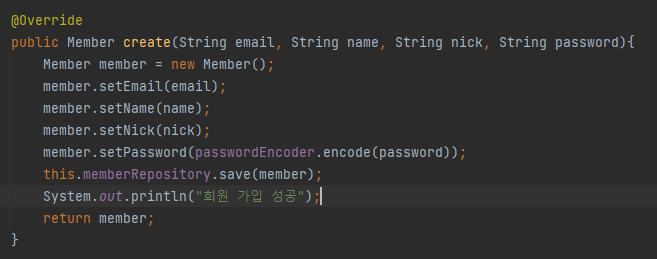 @Override
public Member create(String email, String name, String nick, String password){
    Member member = new Member();
    member.setEmail(email);
    member.setName(name);
    member.setNick(nick);
    member.setPassword(passwordEncoder.encode(password));
    this.memberRepository.save(member);
    System.out.println("회원 가입 성공");
    return member;
}